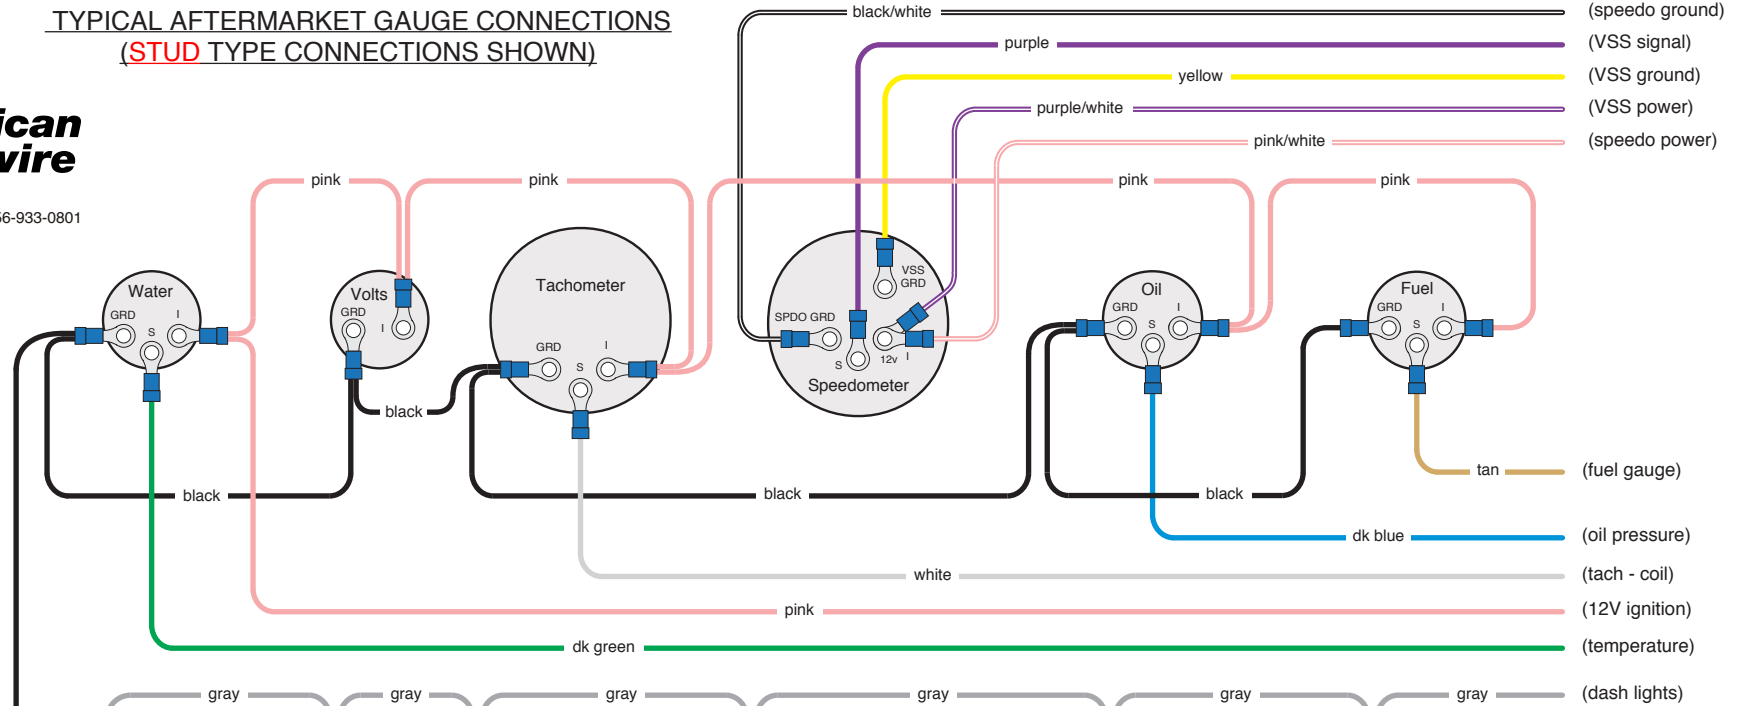 TYPICAL AFTERMARKET GAUGE CONNECTIONS
(STUD TYPE CONNECTIONS SHOWN)
ican
wire
56-933-0801
black/white
(speedo ground)
purple
(VSS signal)
yellow
(VSS ground)
purple/white
(VSS power)
pink/white
(speedo power)
pink
pink
pink
pink
Water
GRD
S
I
Volts
GRD
I
Tachometer
GRD
S
I
VSS
GRD
SPDO GRD
S
12v
I
Speedometer
Oil
GRD
S
I
Fuel
GRD
S
I
black
black
black
black
tan
(fuel gauge)
dk blue
(oil pressure)
white
(tach - coil)
pink
(12V ignition)
dk green
(temperature)
gray
gray
gray
gray
gray
gray
(dash lights)